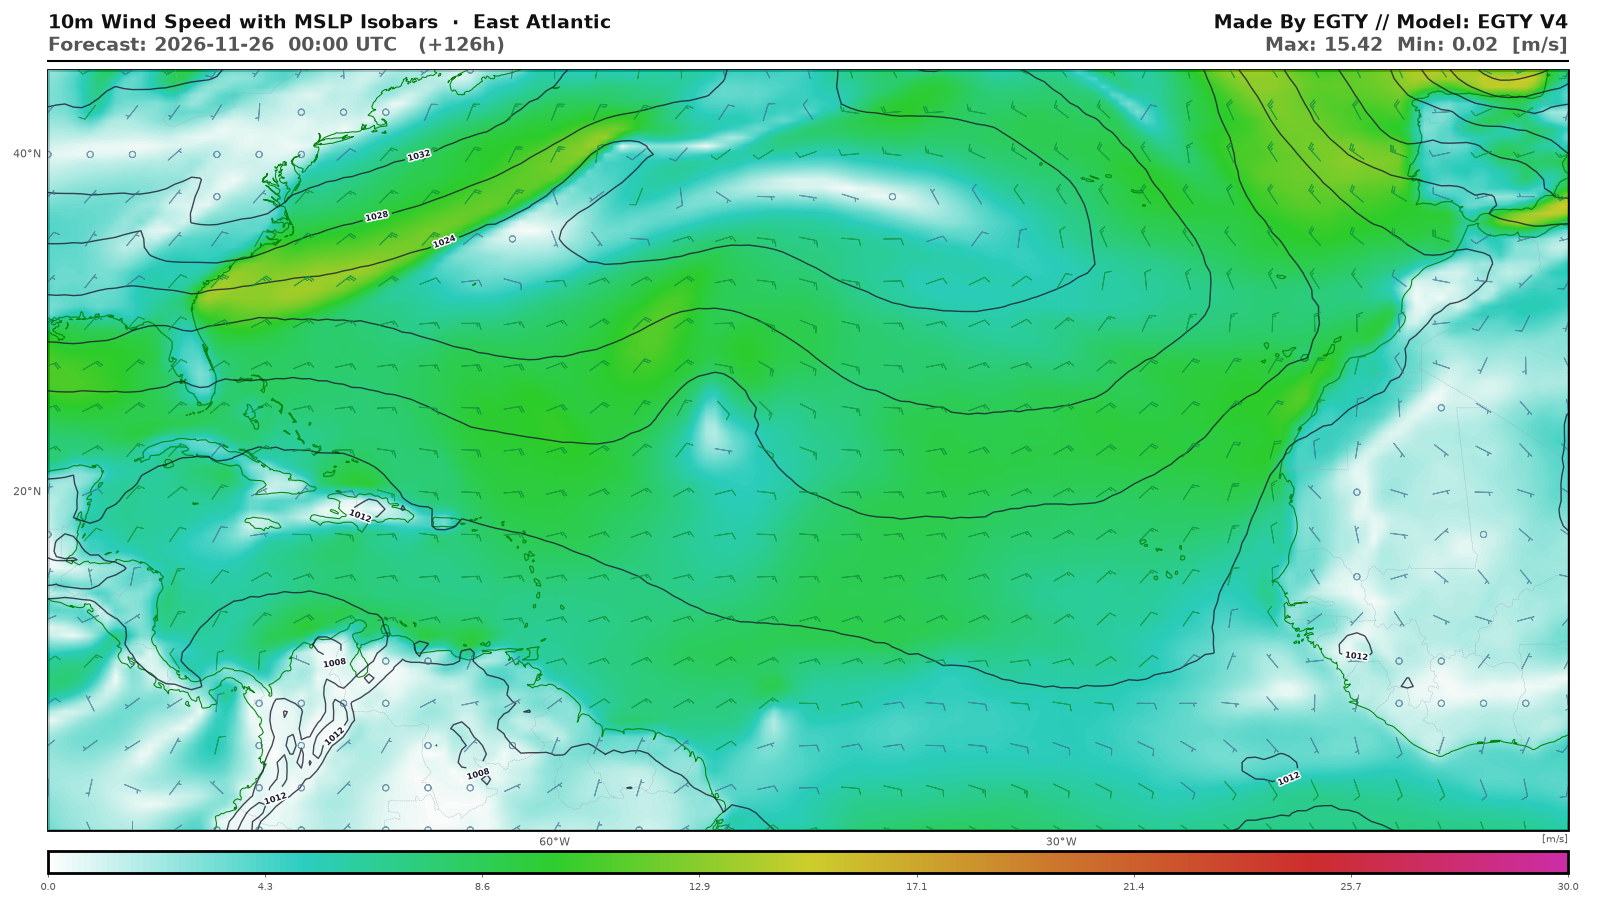 10m Wind Speed with MSLP Isobars · East Atlantic
Made By EGTY // Model: EGTY V4
Forecast: 2026-11-26 00:00 UTC (+126h)
Max: 15.42 Min: 0.02 [m/s]
1032
40°N
1028
1024
20°N
1012
1012
1008
1012
1008
1012
1012
60°W
30°W
[m/s]
0.0
4.3
8.6
12.9
17.1
21.4
25.7
30.0